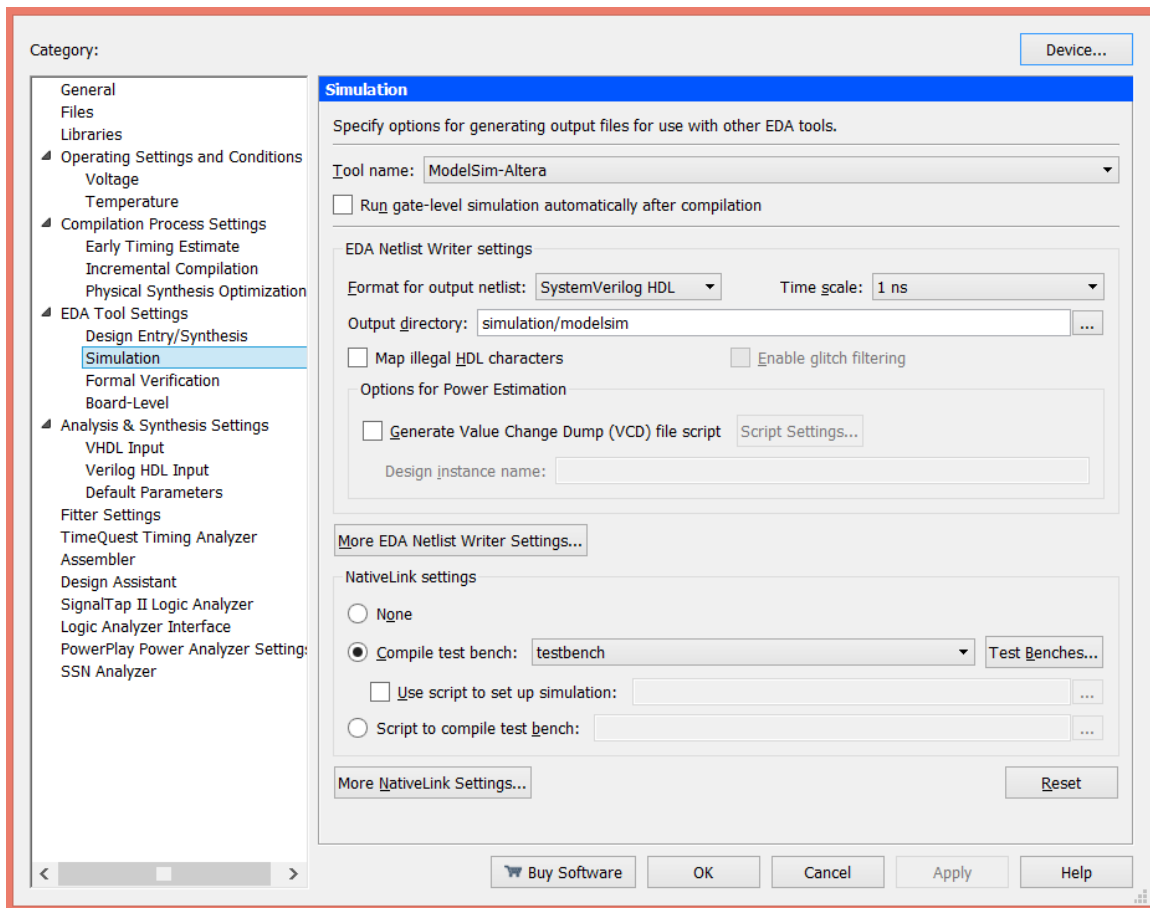 Category:
Device...
General
Files
Libraries
Operating Settings and Conditions
Voltage
Temperature
Compilation Process Settings
Early Timing Estimate
Incremental Compilation
Physical Synthesis Optimization
EDA Tool Settings
Design Entry/Synthesis
Simulation
Formal Verification
Board-Level
Analysis & Synthesis Settings
VHDL Input
Verilog HDL Input
Default Parameters
Fitter Settings
TimeQuest Timing Analyzer
Assembler
Design Assistant
SignalTap II Logic Analyzer
Logic Analyzer Interface
PowerPlay Power Analyzer Settings
SSN Analyzer
Simulation
Specify options for generating output files for use with other EDA tools.
Tool name: ModelSim-Altera
Run gate-level simulation automatically after compilation
EDA Netlist Writer settings
Format for output netlist: SystemVerilog HDL Time scale: 1 ns
Output directory: simulation/modelsim ...
Map illegal HDL characters Enable glitch filtering
Options for Power Estimation
Generate Value Change Dump (VCD) file script Script Settings...
Design instance name:
More EDA Netlist Writer Settings...
NativeLink settings
None
Compile test bench: testbench Test Benches...
Use script to set up simulation: ...
Script to compile test bench: ...
More NativeLink Settings... Reset
Buy Software OK Cancel Apply Help